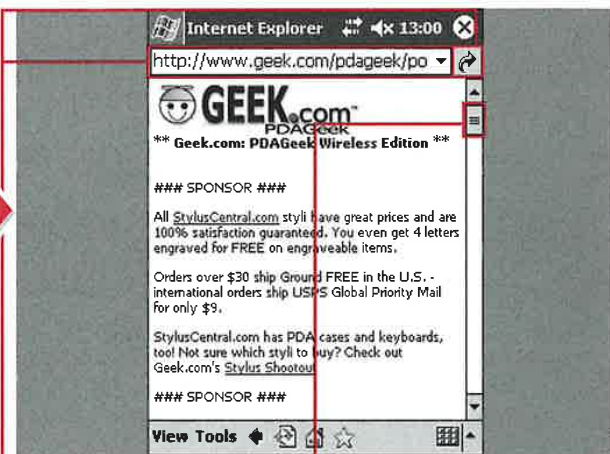 Internet Explorer 13:00
http://www.geek.com/pdageek/po
GEEK.com™
PDAGeek
** Geek.com: PDAGeek Wireless Edition **
### SPONSOR ###
All StylusCentral.com styli have great prices and are
100% satisfaction guaranteed. You even get 4 letters
engraved for FREE on engraveable items.
Orders over $30 ship Ground FREE in the U.S. -
international orders ship USPS Global Priority Mail
for only $9.
StylusCentral.com has PDA cases and keyboards,
too! Not sure which styli to buy? Check out
Geek.com's Stylus Shootout
### SPONSOR ###
View Tools